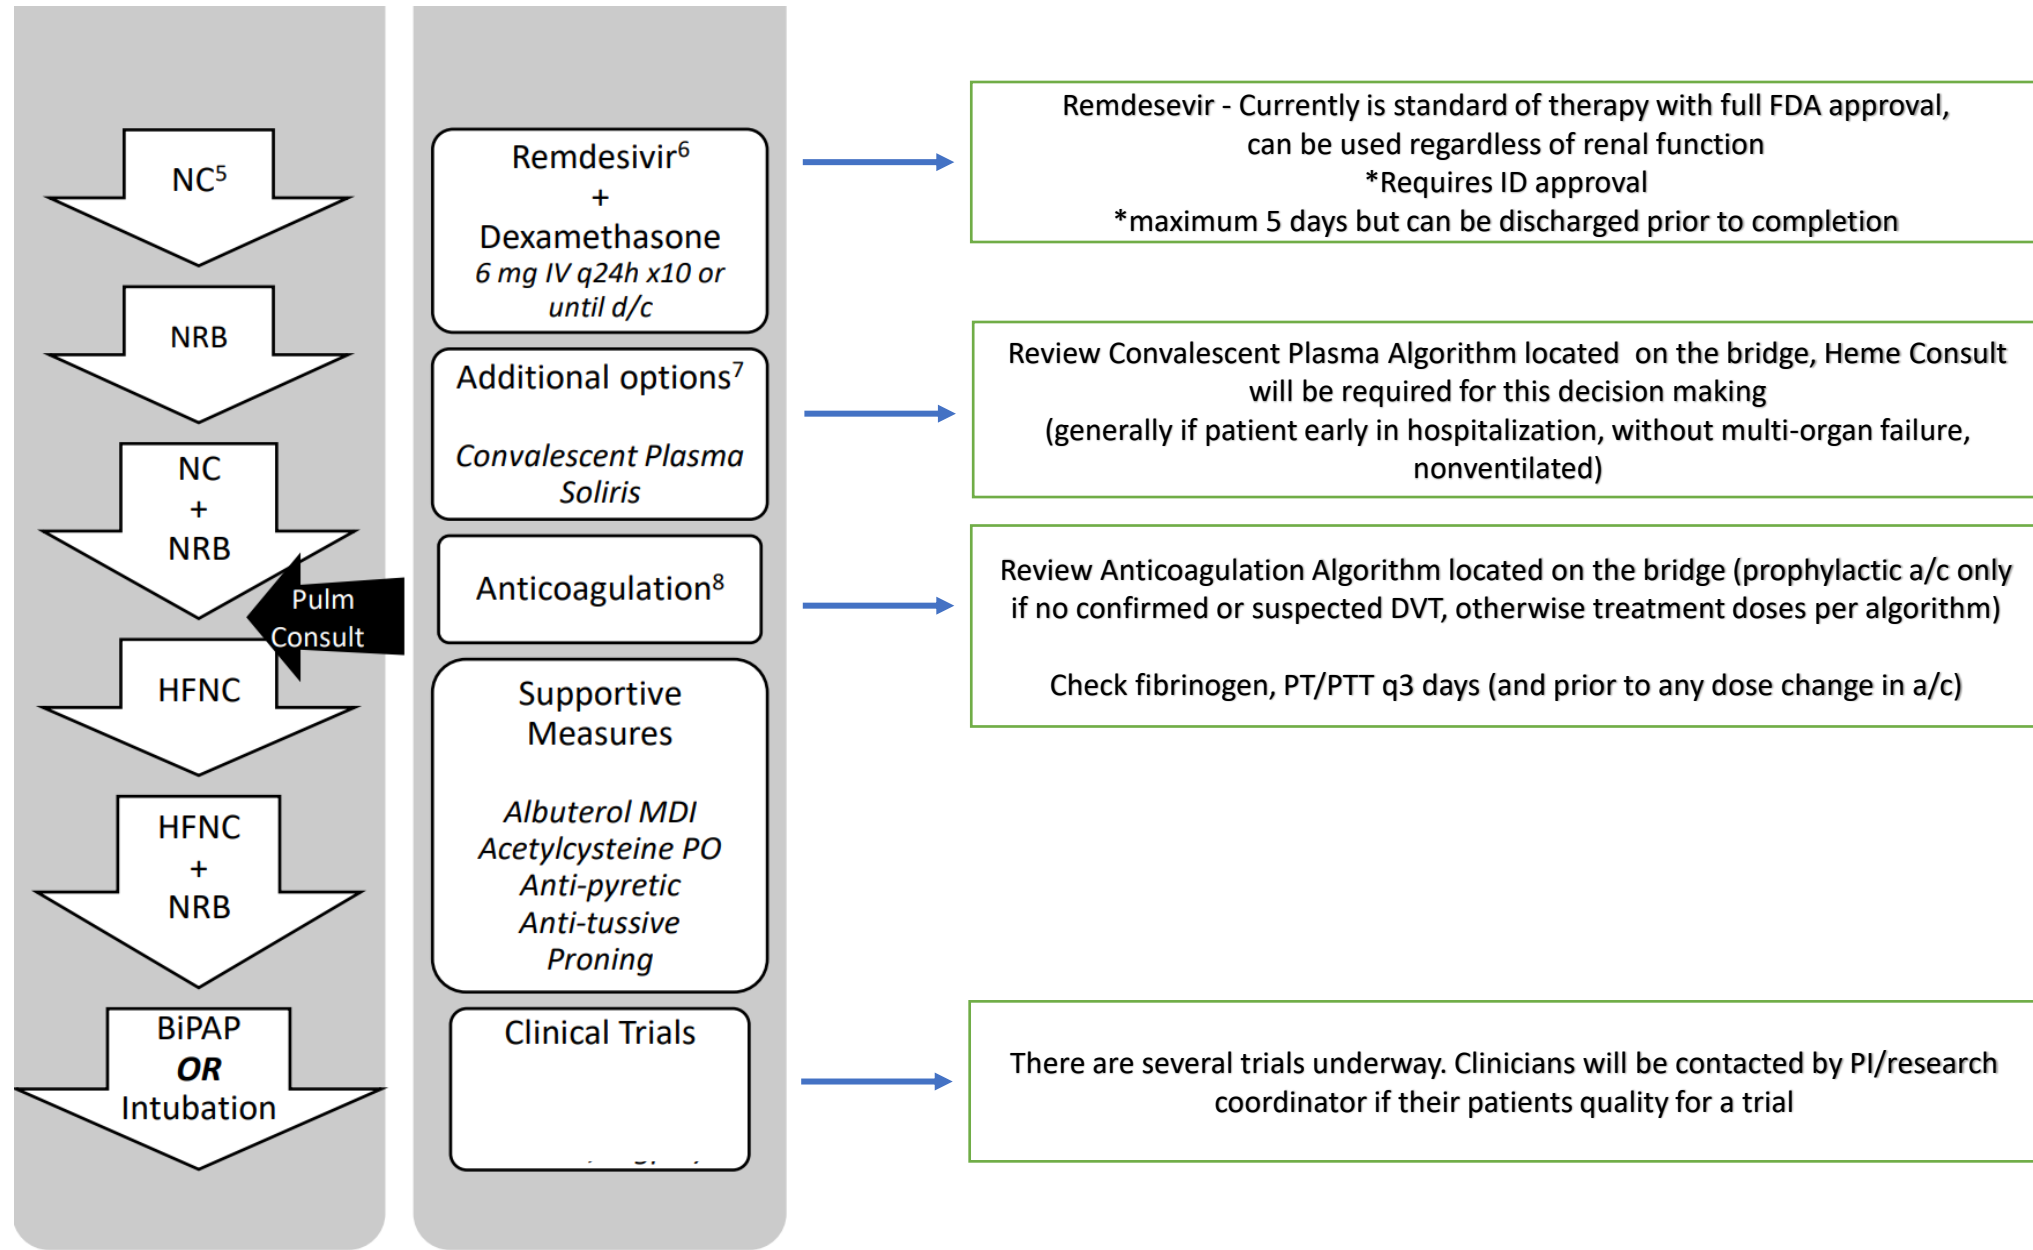 NC5
NRB
NC
+
NRB
Pulm
Consult
HFNC
HFNC
+
NRB
BiPAP
OR
Intubation
Remdesivir6
+
Dexamethasone
6 mg IV q24h x10 or
until d/c
Additional options7
Convalescent Plasma
Soliris
Anticoagulation8
Supportive
Measures
Albuterol MDI
Acetylcysteine PO
Anti-pyretic
Anti-tussive
Proning
Clinical Trials
Remdesevir - Currently is standard of therapy with full FDA approval,
can be used regardless of renal function
*Requires ID approval
*maximum 5 days but can be discharged prior to completion
Review Convalescent Plasma Algorithm located on the bridge, Heme Consult
will be required for this decision making
(generally if patient early in hospitalization, without multi-organ failure,
nonventilated)
Review Anticoagulation Algorithm located on the bridge (prophylactic a/c only
if no confirmed or suspected DVT, otherwise treatment doses per algorithm)
Check fibrinogen, PT/PTT q3 days (and prior to any dose change in a/c)
There are several trials underway. Clinicians will be contacted by PI/research
coordinator if their patients quality for a trial